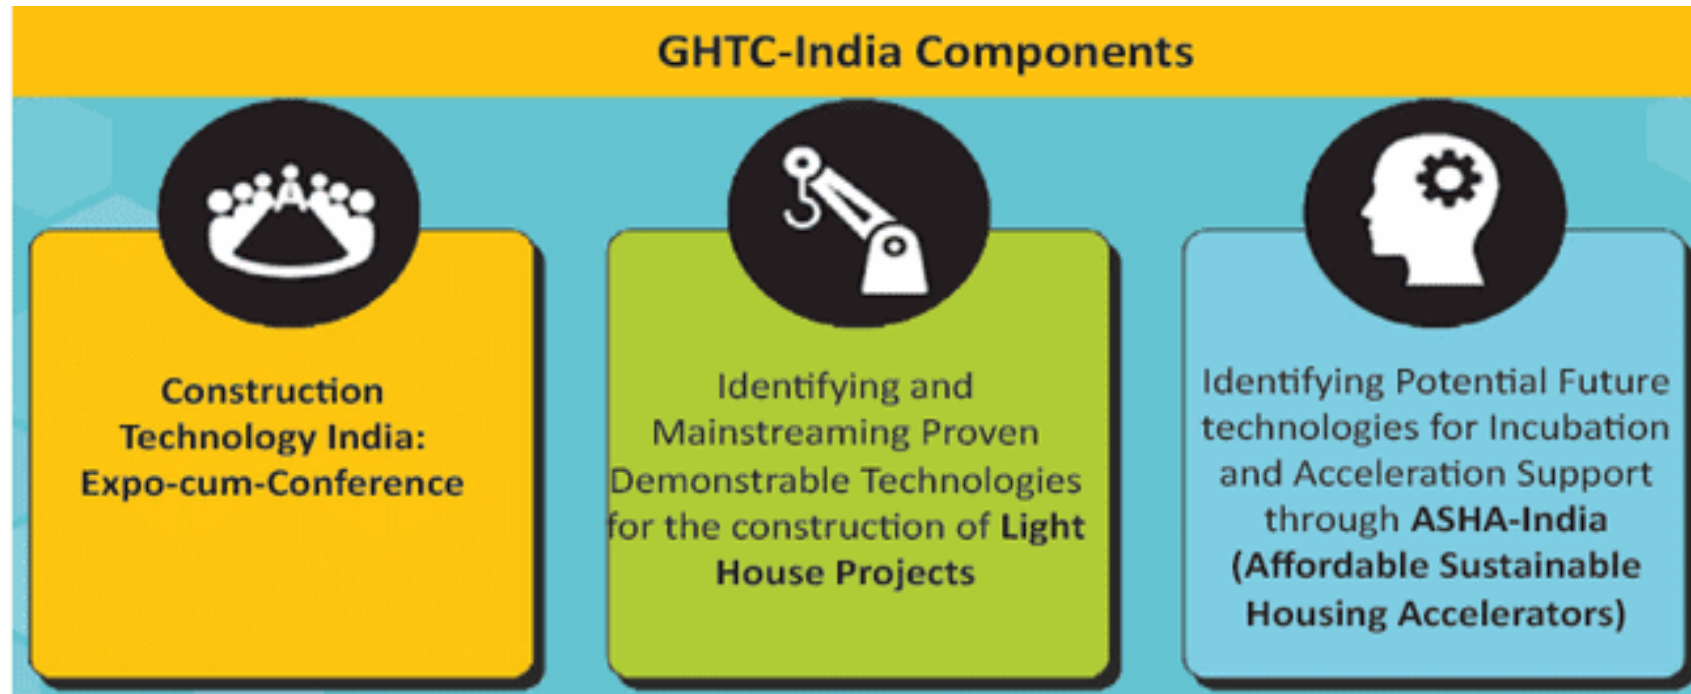 GHTC-India Components
Construction
Technology India:
Expo-cum-Conference
Identifying and
Mainstreaming Proven
Demonstrable Technologies
for the construction of Light
House Projects
Identifying Potential Future
technologies for Incubation
and Acceleration Support
through ASHA-India
(Affordable Sustainable
Housing Accelerators)